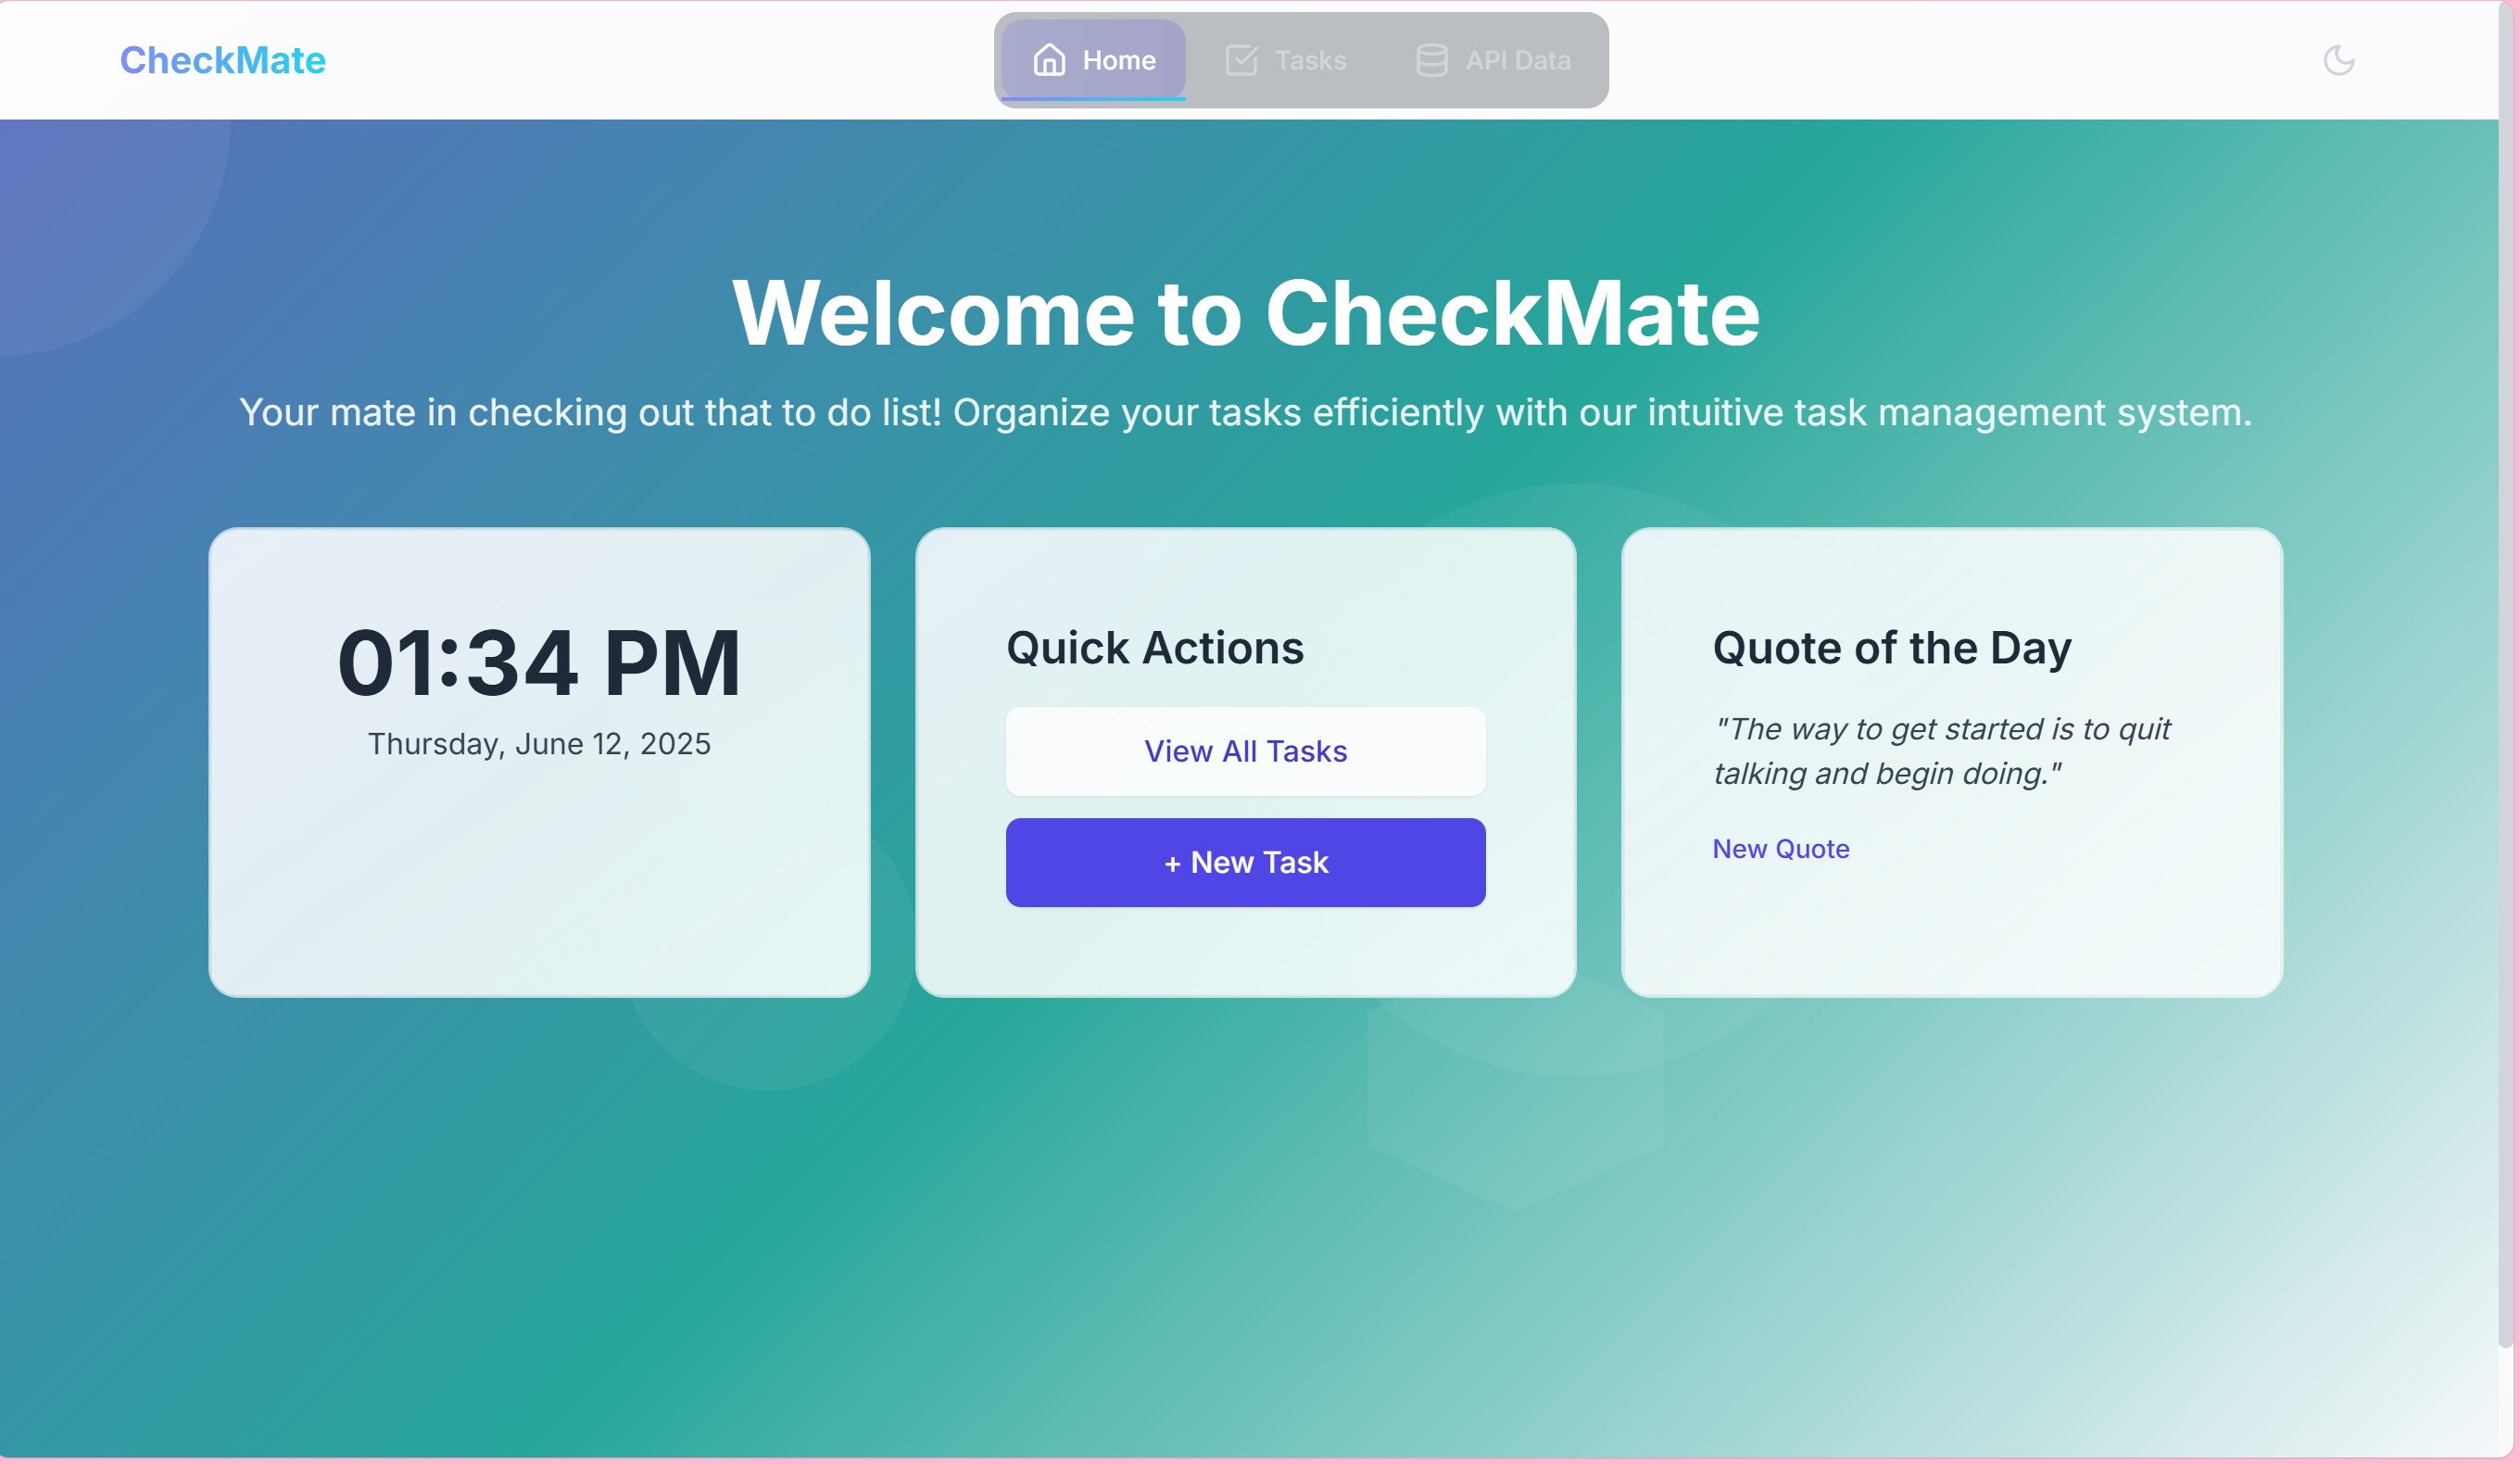 CheckMate
Home
Tasks
API Data
Welcome to CheckMate
Your mate in checking out that to do list! Organize your tasks efficiently with our intuitive task management system.
01:34 PM
Thursday, June 12, 2025
Quick Actions
View All Tasks
+ New Task
Quote of the Day
"The way to get started is to quit
talking and begin doing."
New Quote